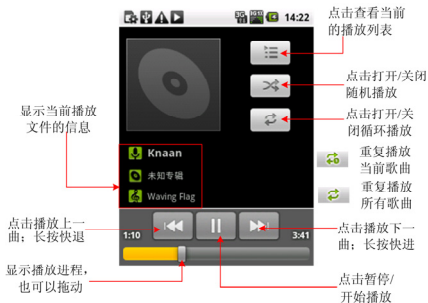 点击查看当前
的播放列表
14:22
点击打开/关闭
随机播放
点击打开/关
闭循环播放
显示当前播放
文件的信息
Knaan
未知专辑
Waving Flag
重复播放
当前歌曲
重复播放
所有歌曲
点击播放上一
曲；长按快退
1:10
3:41
点击播放下一
曲；长按快进
显示播放进程，
也可以拖动
点击暂停/
开始播放